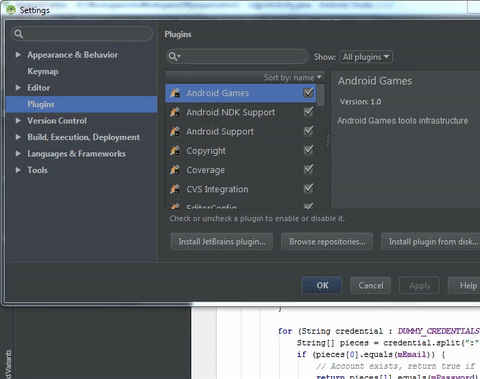 Settings
Plugins
Appearance & Behavior
Keymap
Editor
Plugins
Version Control
Build, Execution, Deployment
Languages & Frameworks
Tools
Show: All plugins
Sort by: name
Android Games
Android NDK Support
Android Support
Copyright
Coverage
CVS Integration
EditorConfig
Android Games
Version: 1.0
Android Games tools infrastructure
Check or uncheck a plugin to enable or disable it.
Install JetBrains plugin...
Browse repositories...
Install plugin from disk...
OK
Cancel
Apply
Help
}
for (String credential : DUMMY_CREDENTIALS
String[] pieces = credential.split(":"
if (pieces[0].equals(mEmail)) {
// Account exists, return true if
return pieces[1].equals(mPassword)
d Variants